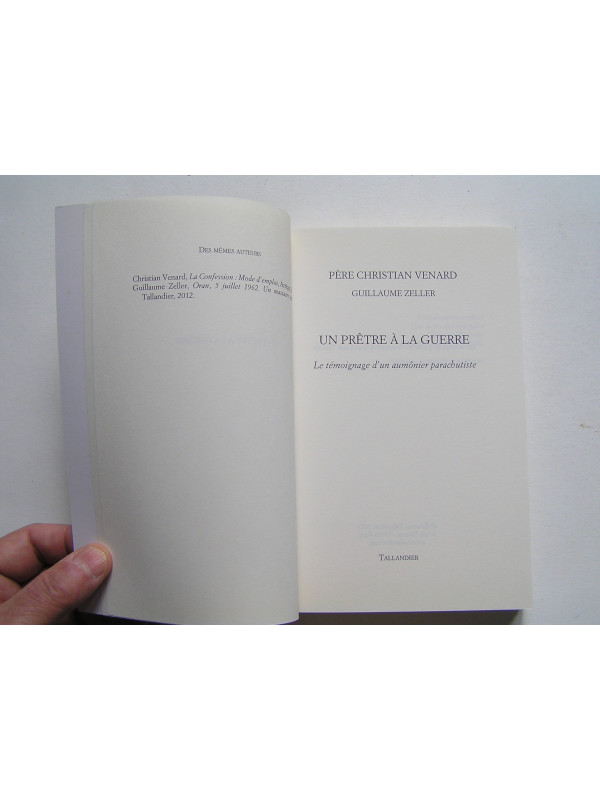 DES MÊMES AUTEURS
Christian Venard, La Confession : Mode d'emploi,
Guillaume Zeller, Oran, 5 juillet 1962. Un massacre
Tallandier, 2012.
PÈRE CHRISTIAN VENARD
GUILLAUME ZELLER
UN PRÊTRE À LA GUERRE
Le témoignage d'un aumônier parachutiste
TALLANDIER